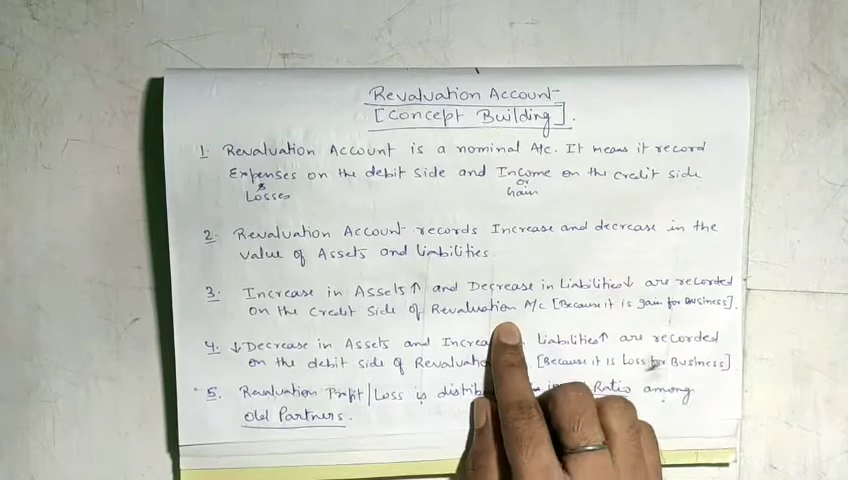 Revaluation Account
[Concept Building].
1. Revaluation Account is a nominal A/c. It means it record
Expenses on the debit side and Income on the credit side
& Losses
or Gain
2. Revaluation Account records Increase and decrease in the
value of Assets and liabilities.
3. Increase in Assets↑ and Decrease in Liabilities↓ are recorded
on the credit side of Revaluation A/c [Because it is gain for Business].
4. ↓Decrease in Assets and Increa Liabilities↑ are recorded
on the debit side of Revaluatio [Because it is Loss for Business]
5. Revaluation Profit/Loss is distrib Ratio among
Old Partners.